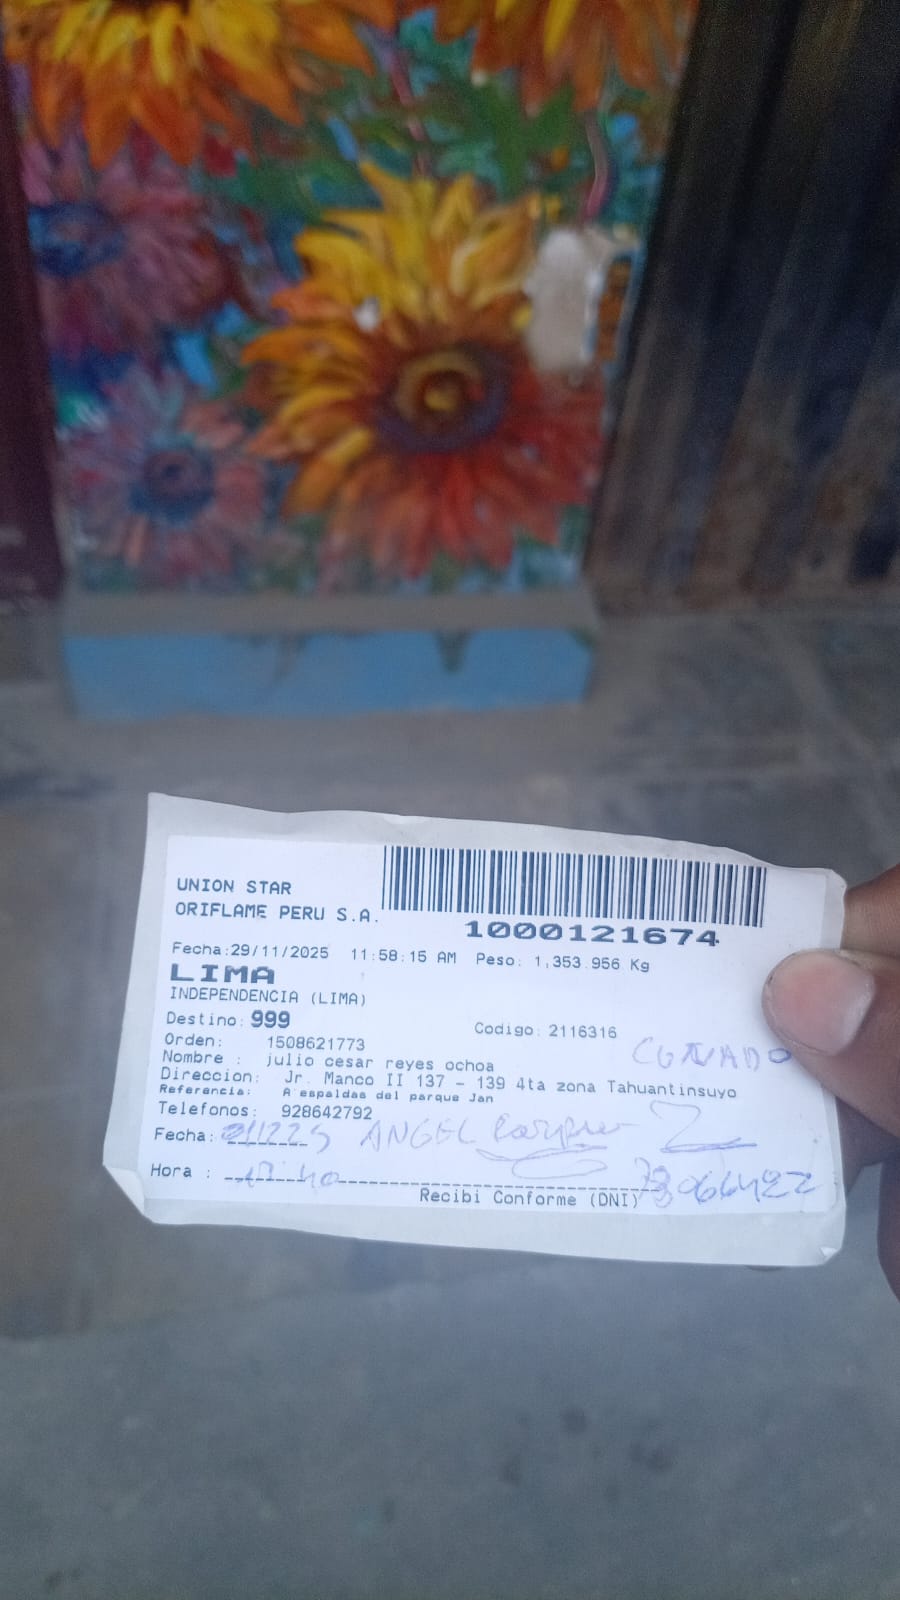 UNION STAR
ORIFLAME PERU S.A.
1000121674
Fecha:29/11/2025 11:58:15 AM Peso: 1,353.956 Kg
LIMA
INDEPENDENCIA (LIMA)
Destino: 999 Codigo: 2116316
Orden: 1508621773
CUÑADO
Nombre : julio cesar reyes ochoa
Direccion: Jr. Manco II 137 - 139 4ta zona Tahuantinsuyo
Referencia: A espaldas del parque Jan
Telefonos: 928642792
Fecha: ANGEL
Hora :
Recibi Conforme (DNI)